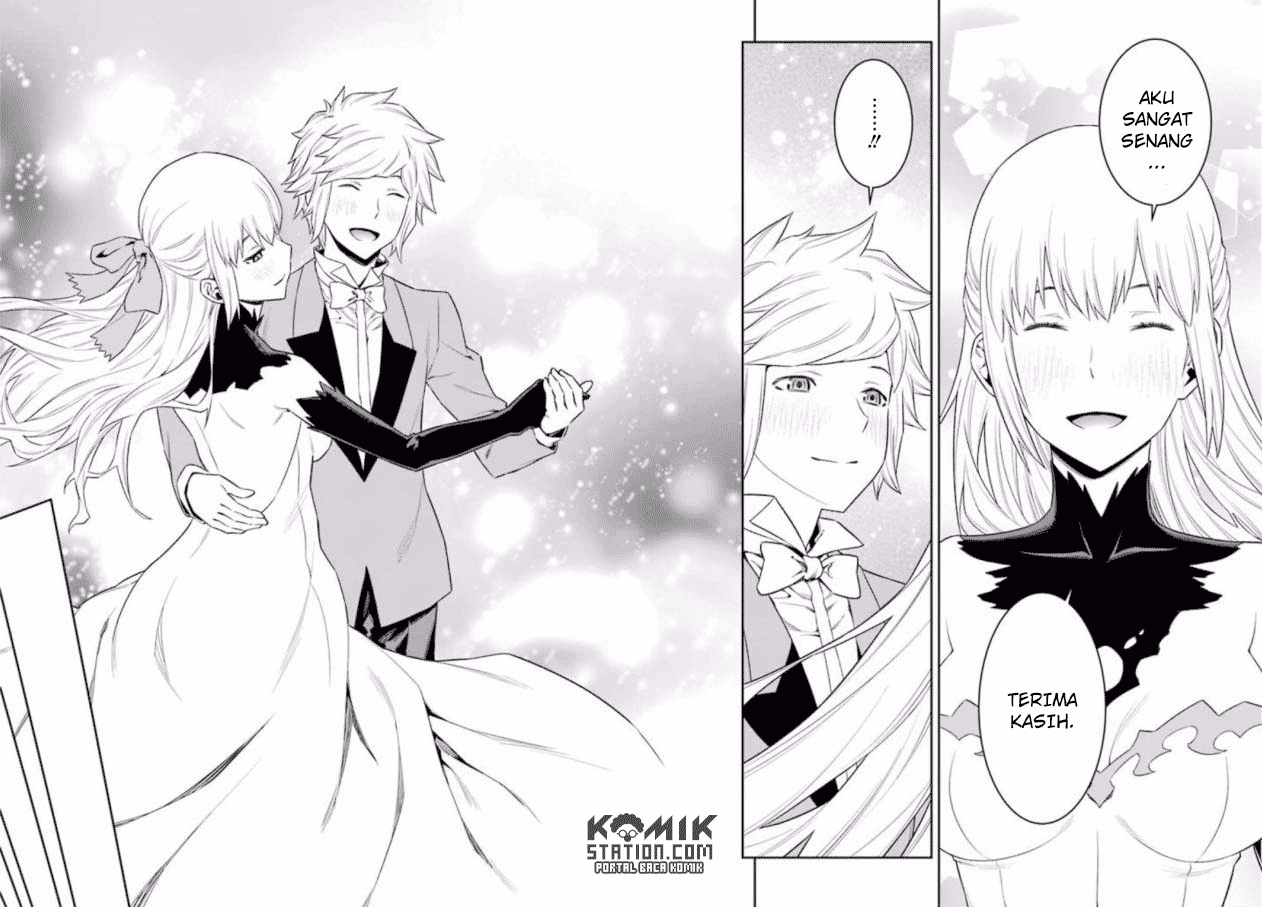 AKU
SANGAT
SENANG
...
TERIMA
KASIH.
......!!
KOMIK
STATION.COM
PORTAL BACA KOMIK